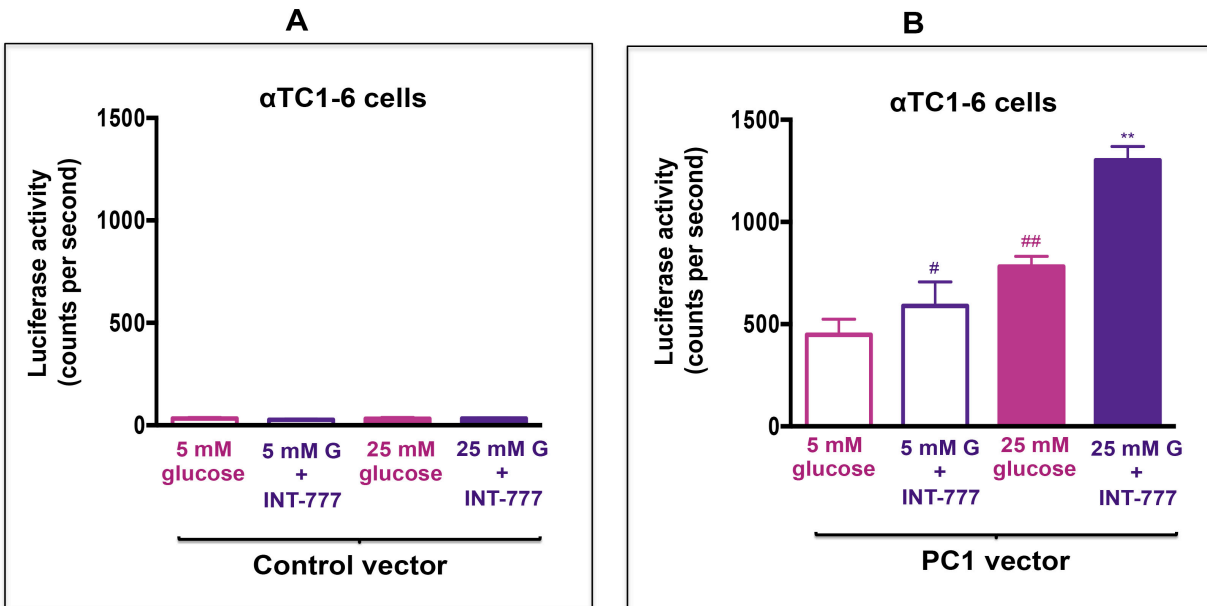 A
αTC1-6 cells
Luciferase activity
(counts per second)
1500
1000
500
0
5 mM
glucose
5 mM G
+
INT-777
25 mM
glucose
25 mM G
+
INT-777
Control vector
B
αTC1-6 cells
Luciferase activity
(counts per second)
1500
1000
500
0
#
##
**
5 mM
glucose
5 mM G
+
INT-777
25 mM
glucose
25 mM G
+
INT-777
PC1 vector